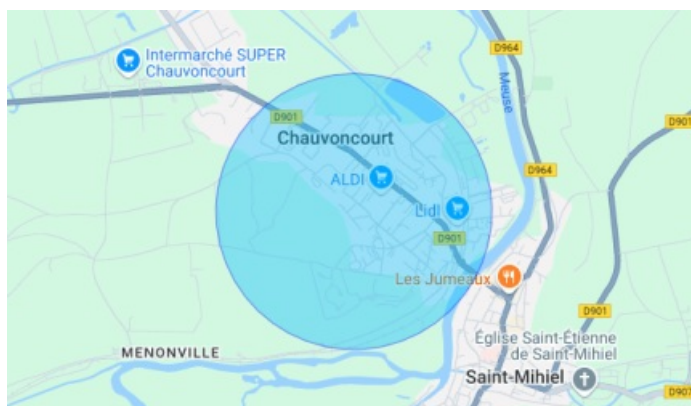 Intermarché SUPER
Chauvoncourt
D964
Meuse
D901
D901
Chauvoncourt
ALDI
D964
Lidl
D901
Les Jumeaux
D901
Église Saint-Étienne
de Saint-Mihiel
MENONVILLE
Saint-Mihiel
D907